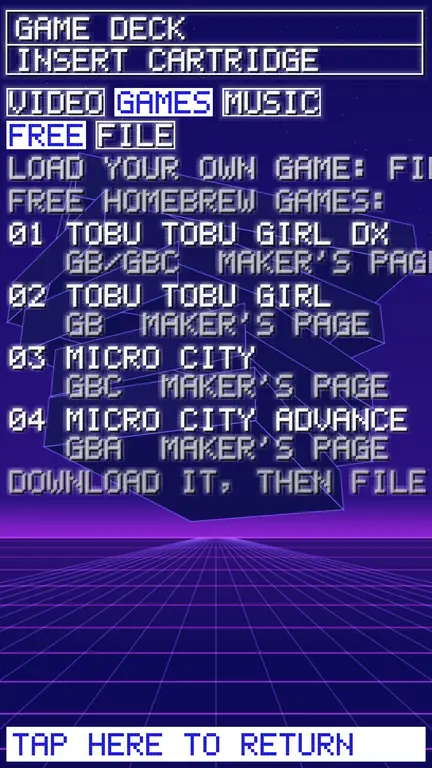 GAME DECK
INSERT CARTRIDGE
VIDEO GAMES MUSIC
FREE FILE
LOAD YOUR OWN GAME: FI
FREE HOMEBREW GAMES:
01 TOBU TOBU GIRL DX
GB/GBC MAKER'S PAG
02 TOBU TOBU GIRL
GB MAKER'S PAGE
03 MICRO CITY
GBC MAKER'S PAGE
04 MICRO CITY ADVANCE
GBA MAKER'S PAGE
DOWNLOAD IT, THEN FILE
TAP HERE TO RETURN